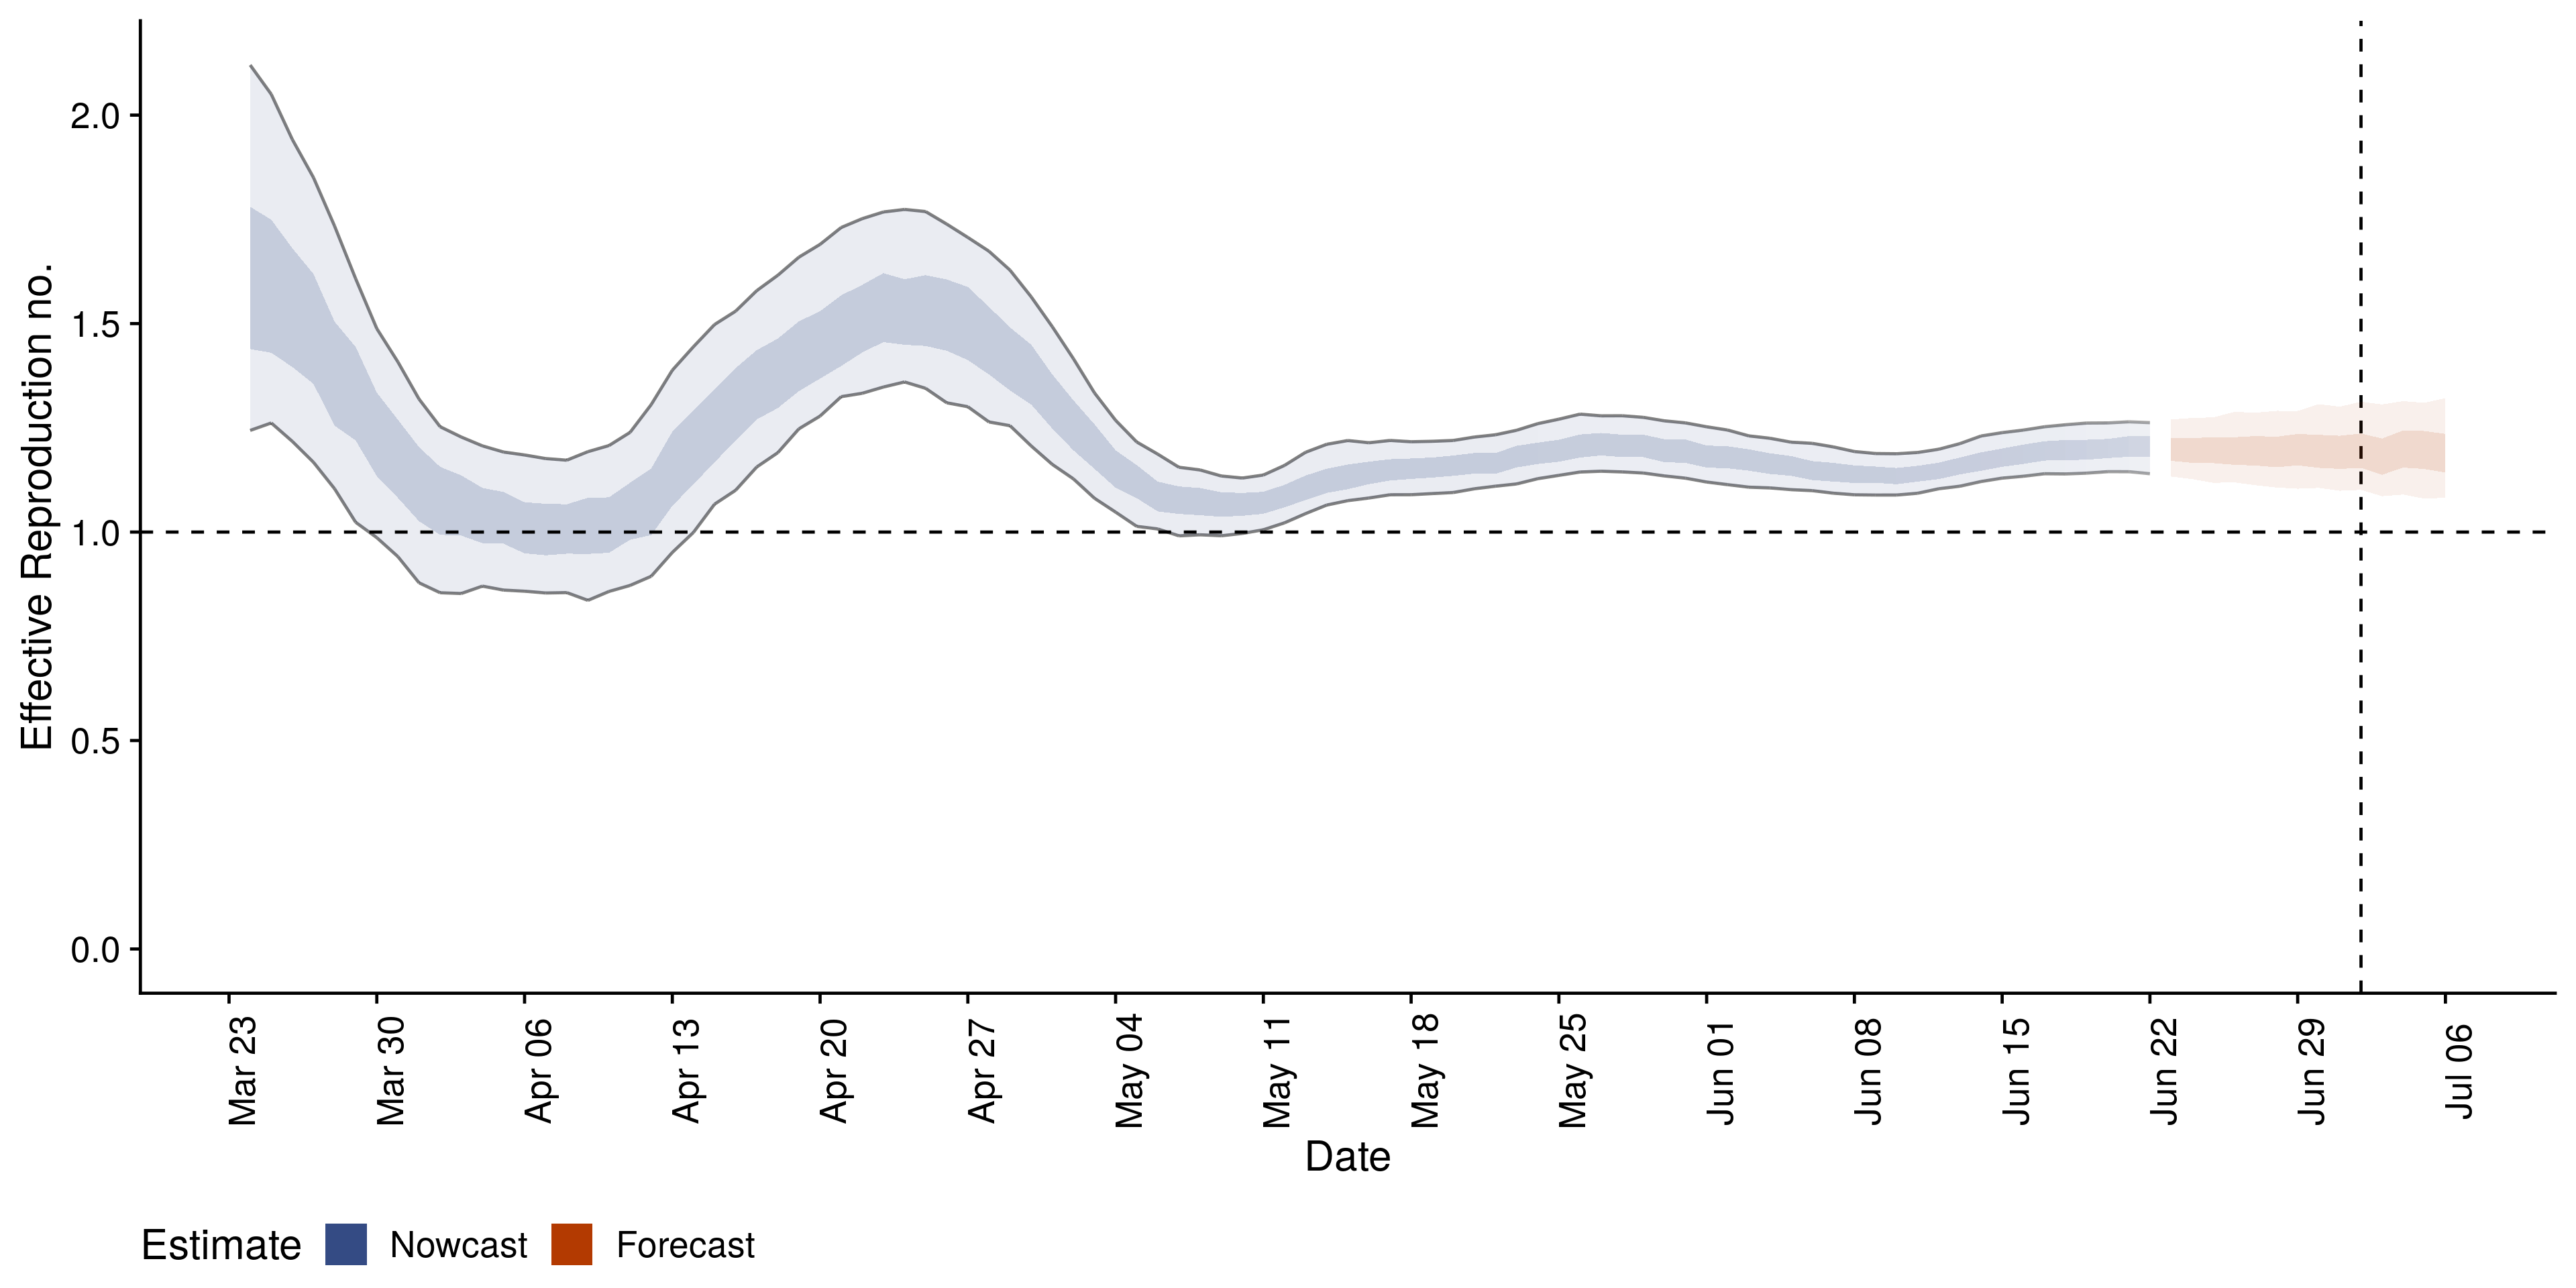 Effective Reproduction no.
2.0
1.5
1.0
0.5
0.0
Mar 23
Mar 30
Apr 06
Apr 13
Apr 20
Apr 27
May 04
May 11
May 18
May 25
Jun 01
Jun 08
Jun 15
Jun 22
Jun 29
Jul 06
Date
Estimate Nowcast Forecast